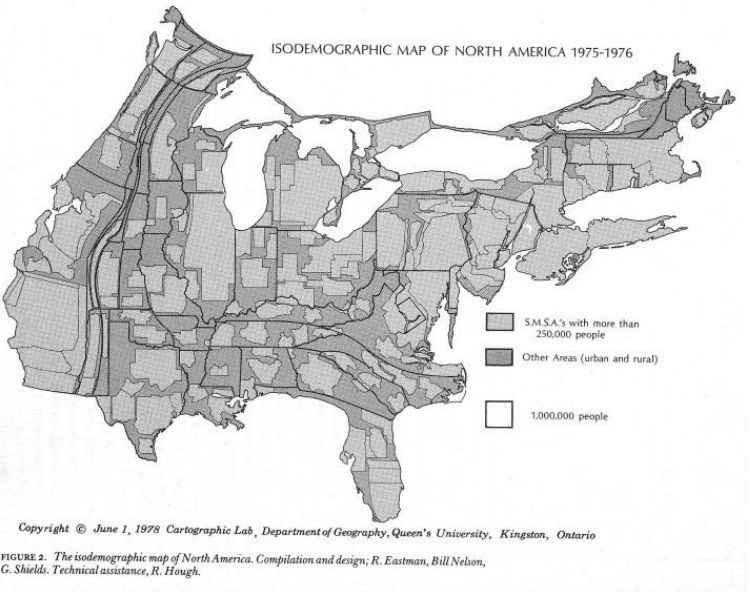 ISODEMOGRAPHIC MAP OF NORTH AMERICA 1975-1976
S.M.S.A.'s with more than
250,000 people
Other Areas (urban and rural)
1,000,000 people
Copyright © June 1, 1978 Cartographic Lab, Department of Geography, Queen's University, Kingston, Ontario
FIGURE 2. The isodemographic map of North America. Compilation and design; R. Eastman, Bill Nelson,
G. Shields. Technical assistance, R. Hough.